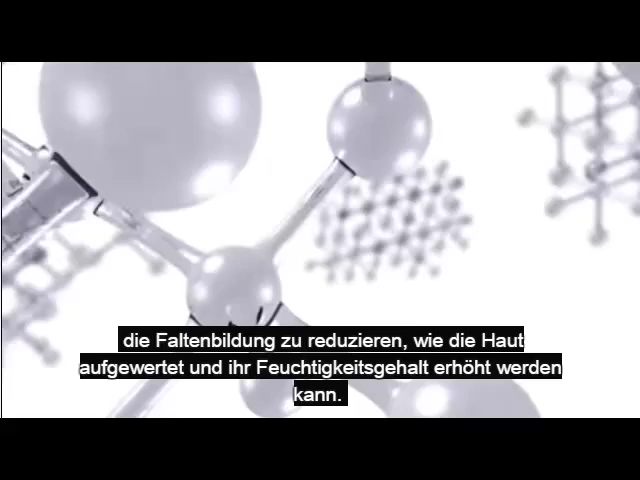 die Faltenbildung zu reduzieren, wie die Haut
aufgewertet und ihr Feuchtigkeitsgehalt erhöht werden
kann.